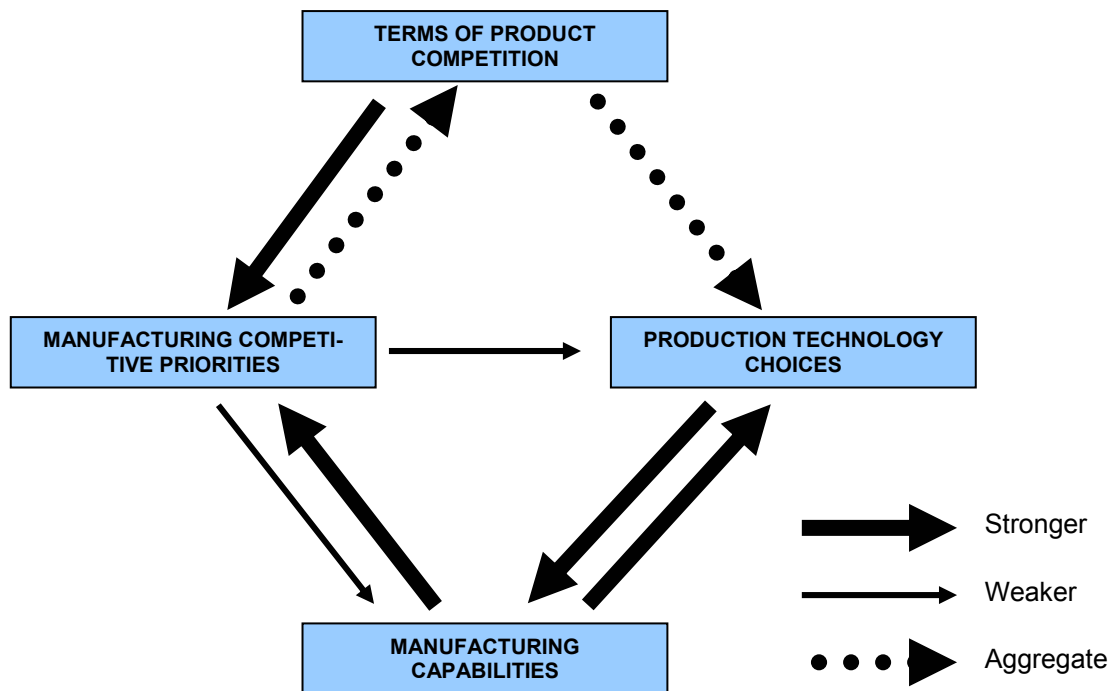 TERMS OF PRODUCT
COMPETITION
MANUFACTURING COMPETI-
TIVE PRIORITIES
PRODUCTION TECHNOLOGY
CHOICES
MANUFACTURING
CAPABILITIES
Stronger
Weaker
Aggregate